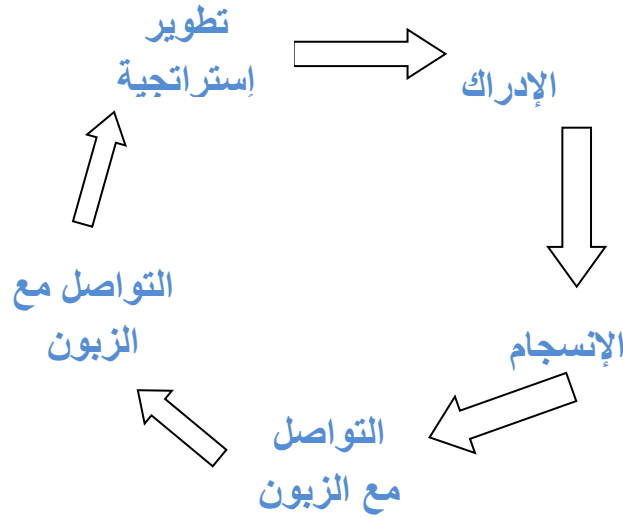 تطوير
إستراتجية
الإدراك
الإنسجام
التواصل
مع الزبون
التواصل مع
الزبون